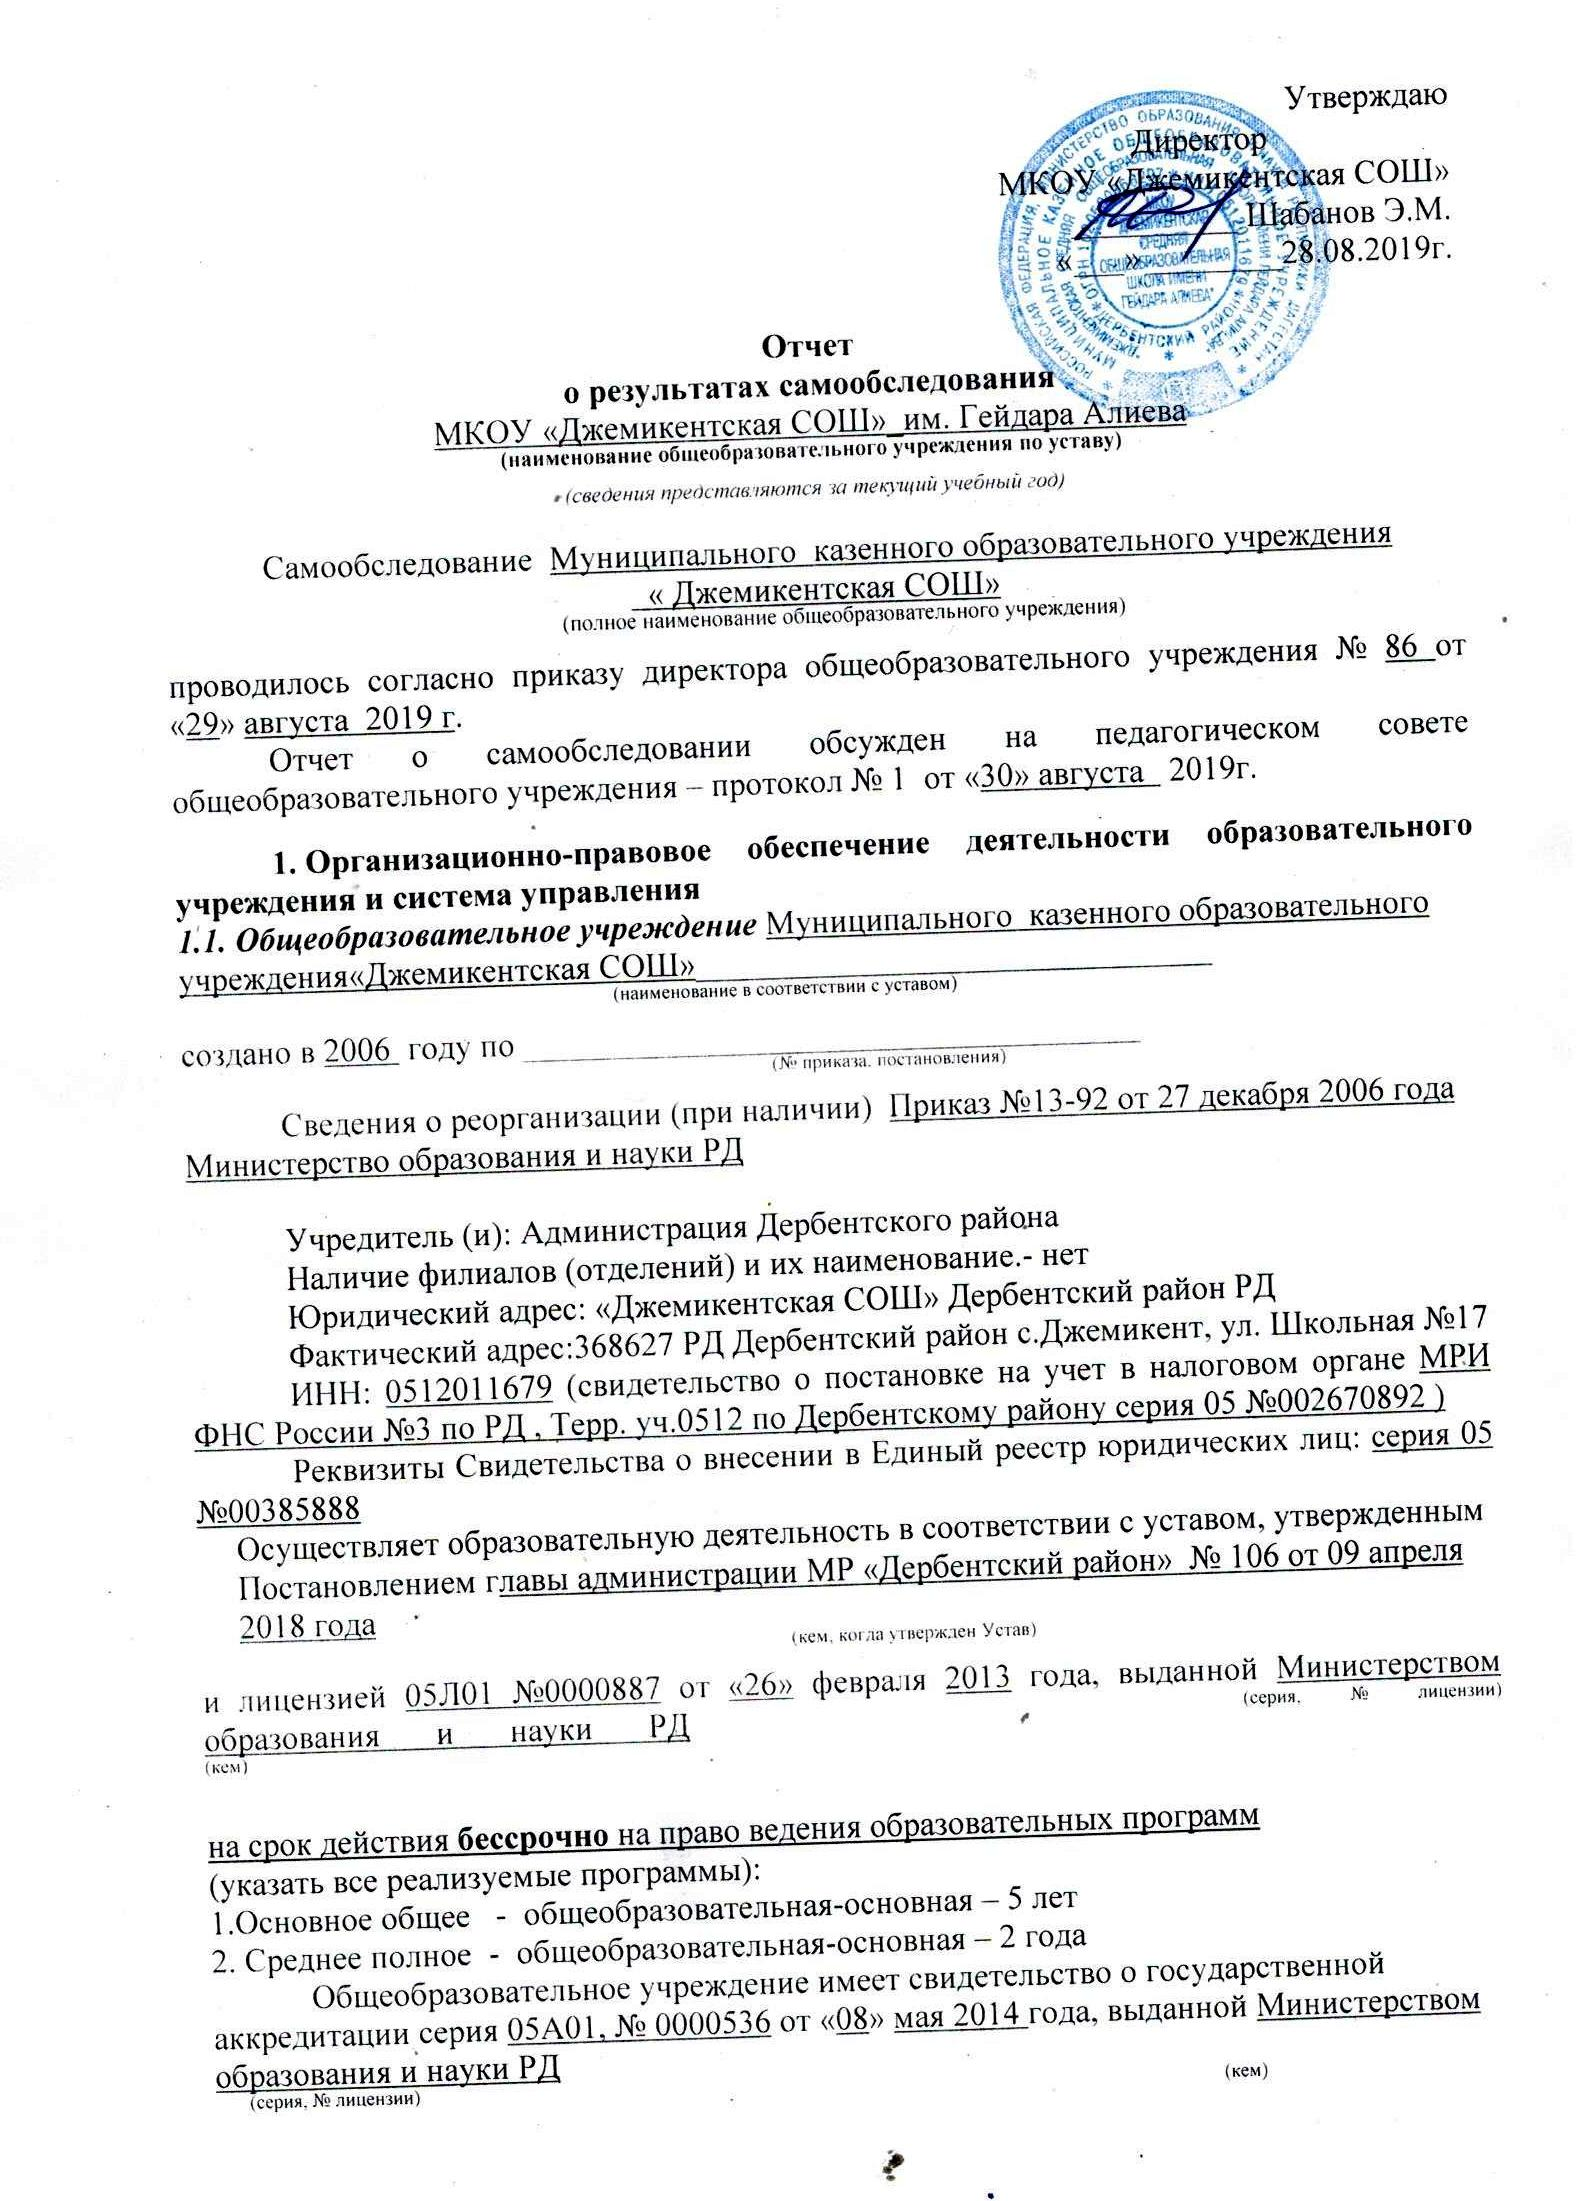 Утверждаю
Директор
МКОУ «Джемикентская СОШ»
__________Шабанов Э.М.
«___»________28.08.2019г.
Отчет
о результатах самообследования
МКОУ «Джемикентская СОШ»_им. Гейдара Алиева
(наименование общеобразовательного учреждения по уставу)
(сведения представляются за текущий учебный год)
Самообследование Муниципального казенного образовательного учреждения
« Джемикентская СОШ»
(полное наименование общеобразовательного учреждения)
проводилось согласно приказу директора общеобразовательного учреждения № 86 от
«29» августа 2019 г.
Отчет о самообследовании обсужден на педагогическом совете
общеобразовательного учреждения – протокол № 1 от «30» августа_ 2019г.
1. Организационно-правовое обеспечение деятельности образовательного
учреждения и система управления
1.1. Общеобразовательное учреждение Муниципального казенного образовательного
учреждения«Джемикентская СОШ»______________________________
(наименование в соответствии с уставом)
создано в 2006_ году по ____________________________________
(№ приказа, постановления)
Сведения о реорганизации (при наличии) Приказ №13-92 от 27 декабря 2006 года
Министерство образования и науки РД
Учредитель (и): Администрация Дербентского района
Наличие филиалов (отделений) и их наименование.- нет
Юридический адрес: «Джемикентская СОШ» Дербентский район РД
Фактический адрес:368627 РД Дербентский район с.Джемикент, ул. Школьная №17
ИНН: 0512011679 (свидетельство о постановке на учет в налоговом органе МРИ
ФНС России №3 по РД , Терр. уч.0512 по Дербентскому району серия 05 №002670892 )
Реквизиты Свидетельства о внесении в Единый реестр юридических лиц: серия 05
№00385888
Осуществляет образовательную деятельность в соответствии с уставом, утвержденным
Постановлением главы администрации МР «Дербентский район» № 106 от 09 апреля
2018 года
(кем, когда утвержден Устав)
и лицензией 05Л01 №0000887 от «26» февраля 2013 года, выданной Министерством
(серия, № лицензии)
образования и науки РД
(кем)
на срок действия бессрочно на право ведения образовательных программ
(указать все реализуемые программы):
1.Основное общее - общеобразовательная-основная – 5 лет
2. Среднее полное - общеобразовательная-основная – 2 года
Общеобразовательное учреждение имеет свидетельство о государственной
аккредитации серия 05А01, № 0000536 от «08» мая 2014 года, выданной Министерством
образования и науки РД
(кем)
(серия, № лицензии)